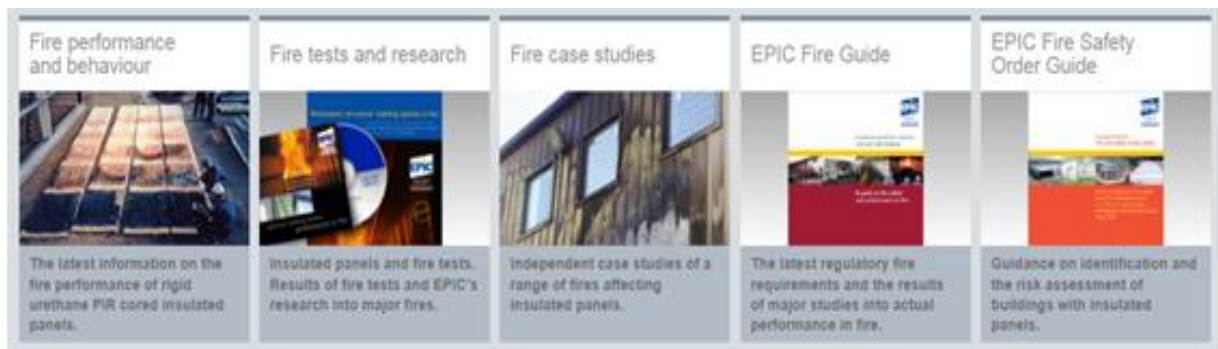 Fire performance
and behaviour
The latest information on the
fire performance of rigid
urethane PIR cored insulated
panels.
Fire tests and research
EPIC
EPIC
Insulated panels and fire tests.
Results of fire tests and EPIC's
research into major fires.
Fire case studies
Independent case studies of a
range of fires affecting
insulated panels.
EPIC Fire Guide
EPIC
The latest regulatory fire
requirements and the results
of major studies into actual
performance in fire.
EPIC Fire Safety
Order Guide
EPIC
Guidance on identification and
the risk assessment of
buildings with insulated
panels.